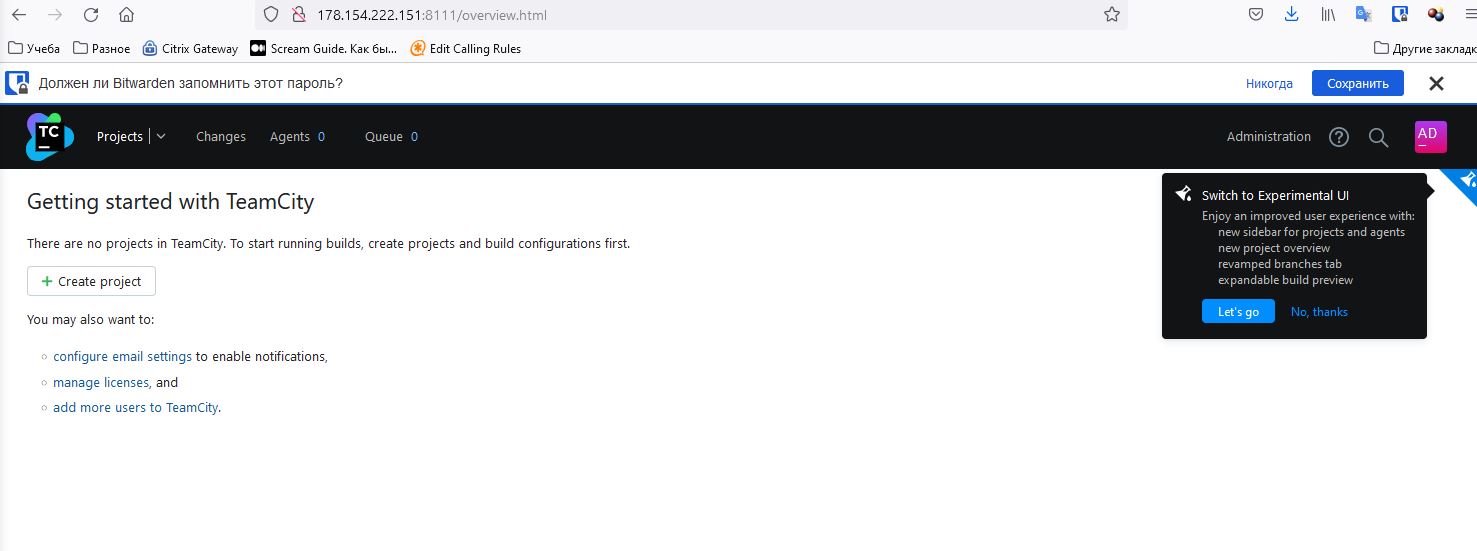 178.154.222.151:8111/overview.html
Учеба Разное Citrix Gateway Scream Guide. Как бы... Edit Calling Rules Другие закладк
Должен ли Bitwarden запомнить этот пароль? Никогда Сохранить
TC Projects Changes Agents 0 Queue 0 Administration AD
Getting started with TeamCity
There are no projects in TeamCity. To start running builds, create projects and build configurations first.
+ Create project
You may also want to:
configure email settings to enable notifications,
manage licenses, and
add more users to TeamCity.
Switch to Experimental UI
Enjoy an improved user experience with:
new sidebar for projects and agents
new project overview
revamped branches tab
expandable build preview
Let's go No, thanks